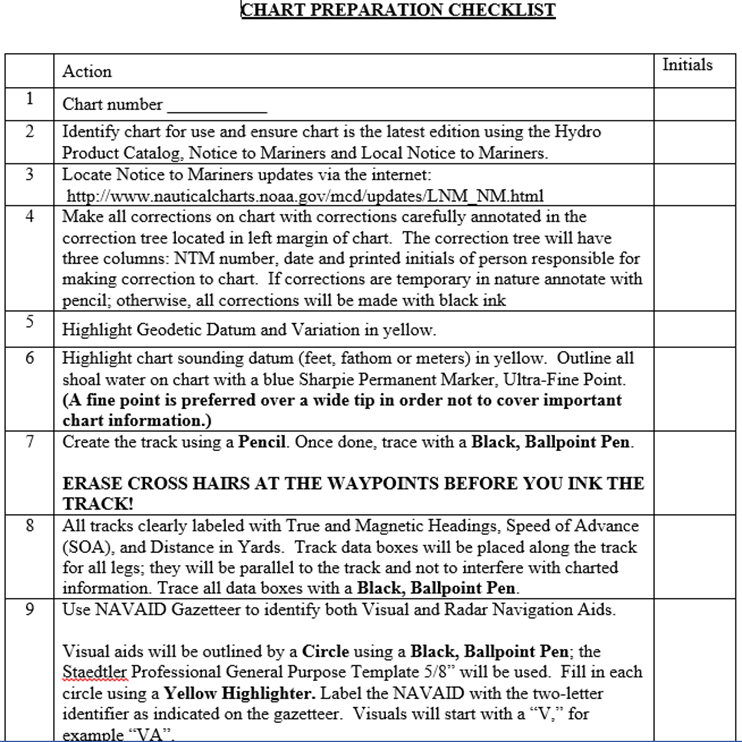 CHART PREPARATION CHECKLIST
Action
Initials
1
Chart number ___________
2
Identify chart for use and ensure chart is the latest edition using the Hydro
Product Catalog, Notice to Mariners and Local Notice to Mariners.
3
Locate Notice to Mariners updates via the internet:
http://www.nauticalcharts.noaa.gov/mcd/updates/LNM_NM.html
4
Make all corrections on chart with corrections carefully annotated in the
correction tree located in left margin of chart. The correction tree will have
three columns: NTM number, date and printed initials of person responsible for
making correction to chart. If corrections are temporary in nature annotate with
pencil; otherwise, all corrections will be made with black ink
5
Highlight Geodetic Datum and Variation in yellow.
6
Highlight chart sounding datum (feet, fathom or meters) in yellow. Outline all
shoal water on chart with a blue Sharpie Permanent Marker, Ultra-Fine Point.
(A fine point is preferred over a wide tip in order not to cover important
chart information.)
7
Create the track using a Pencil. Once done, trace with a Black, Ballpoint Pen.
ERASE CROSS HAIRS AT THE WAYPOINTS BEFORE YOU INK THE
TRACK!
8
All tracks clearly labeled with True and Magnetic Headings, Speed of Advance
(SOA), and Distance in Yards. Track data boxes will be placed along the track
for all legs; they will be parallel to the track and not to interfere with charted
information. Trace all data boxes with a Black, Ballpoint Pen.
9
Use NAVAID Gazetteer to identify both Visual and Radar Navigation Aids.
Visual aids will be outlined by a Circle using a Black, Ballpoint Pen; the
Staedtler Professional General Purpose Template 5/8" will be used. Fill in each
circle using a Yellow Highlighter. Label the NAVAID with the two-letter
identifier as indicated on the gazetteer. Visuals will start with a "V," for
example "VA".